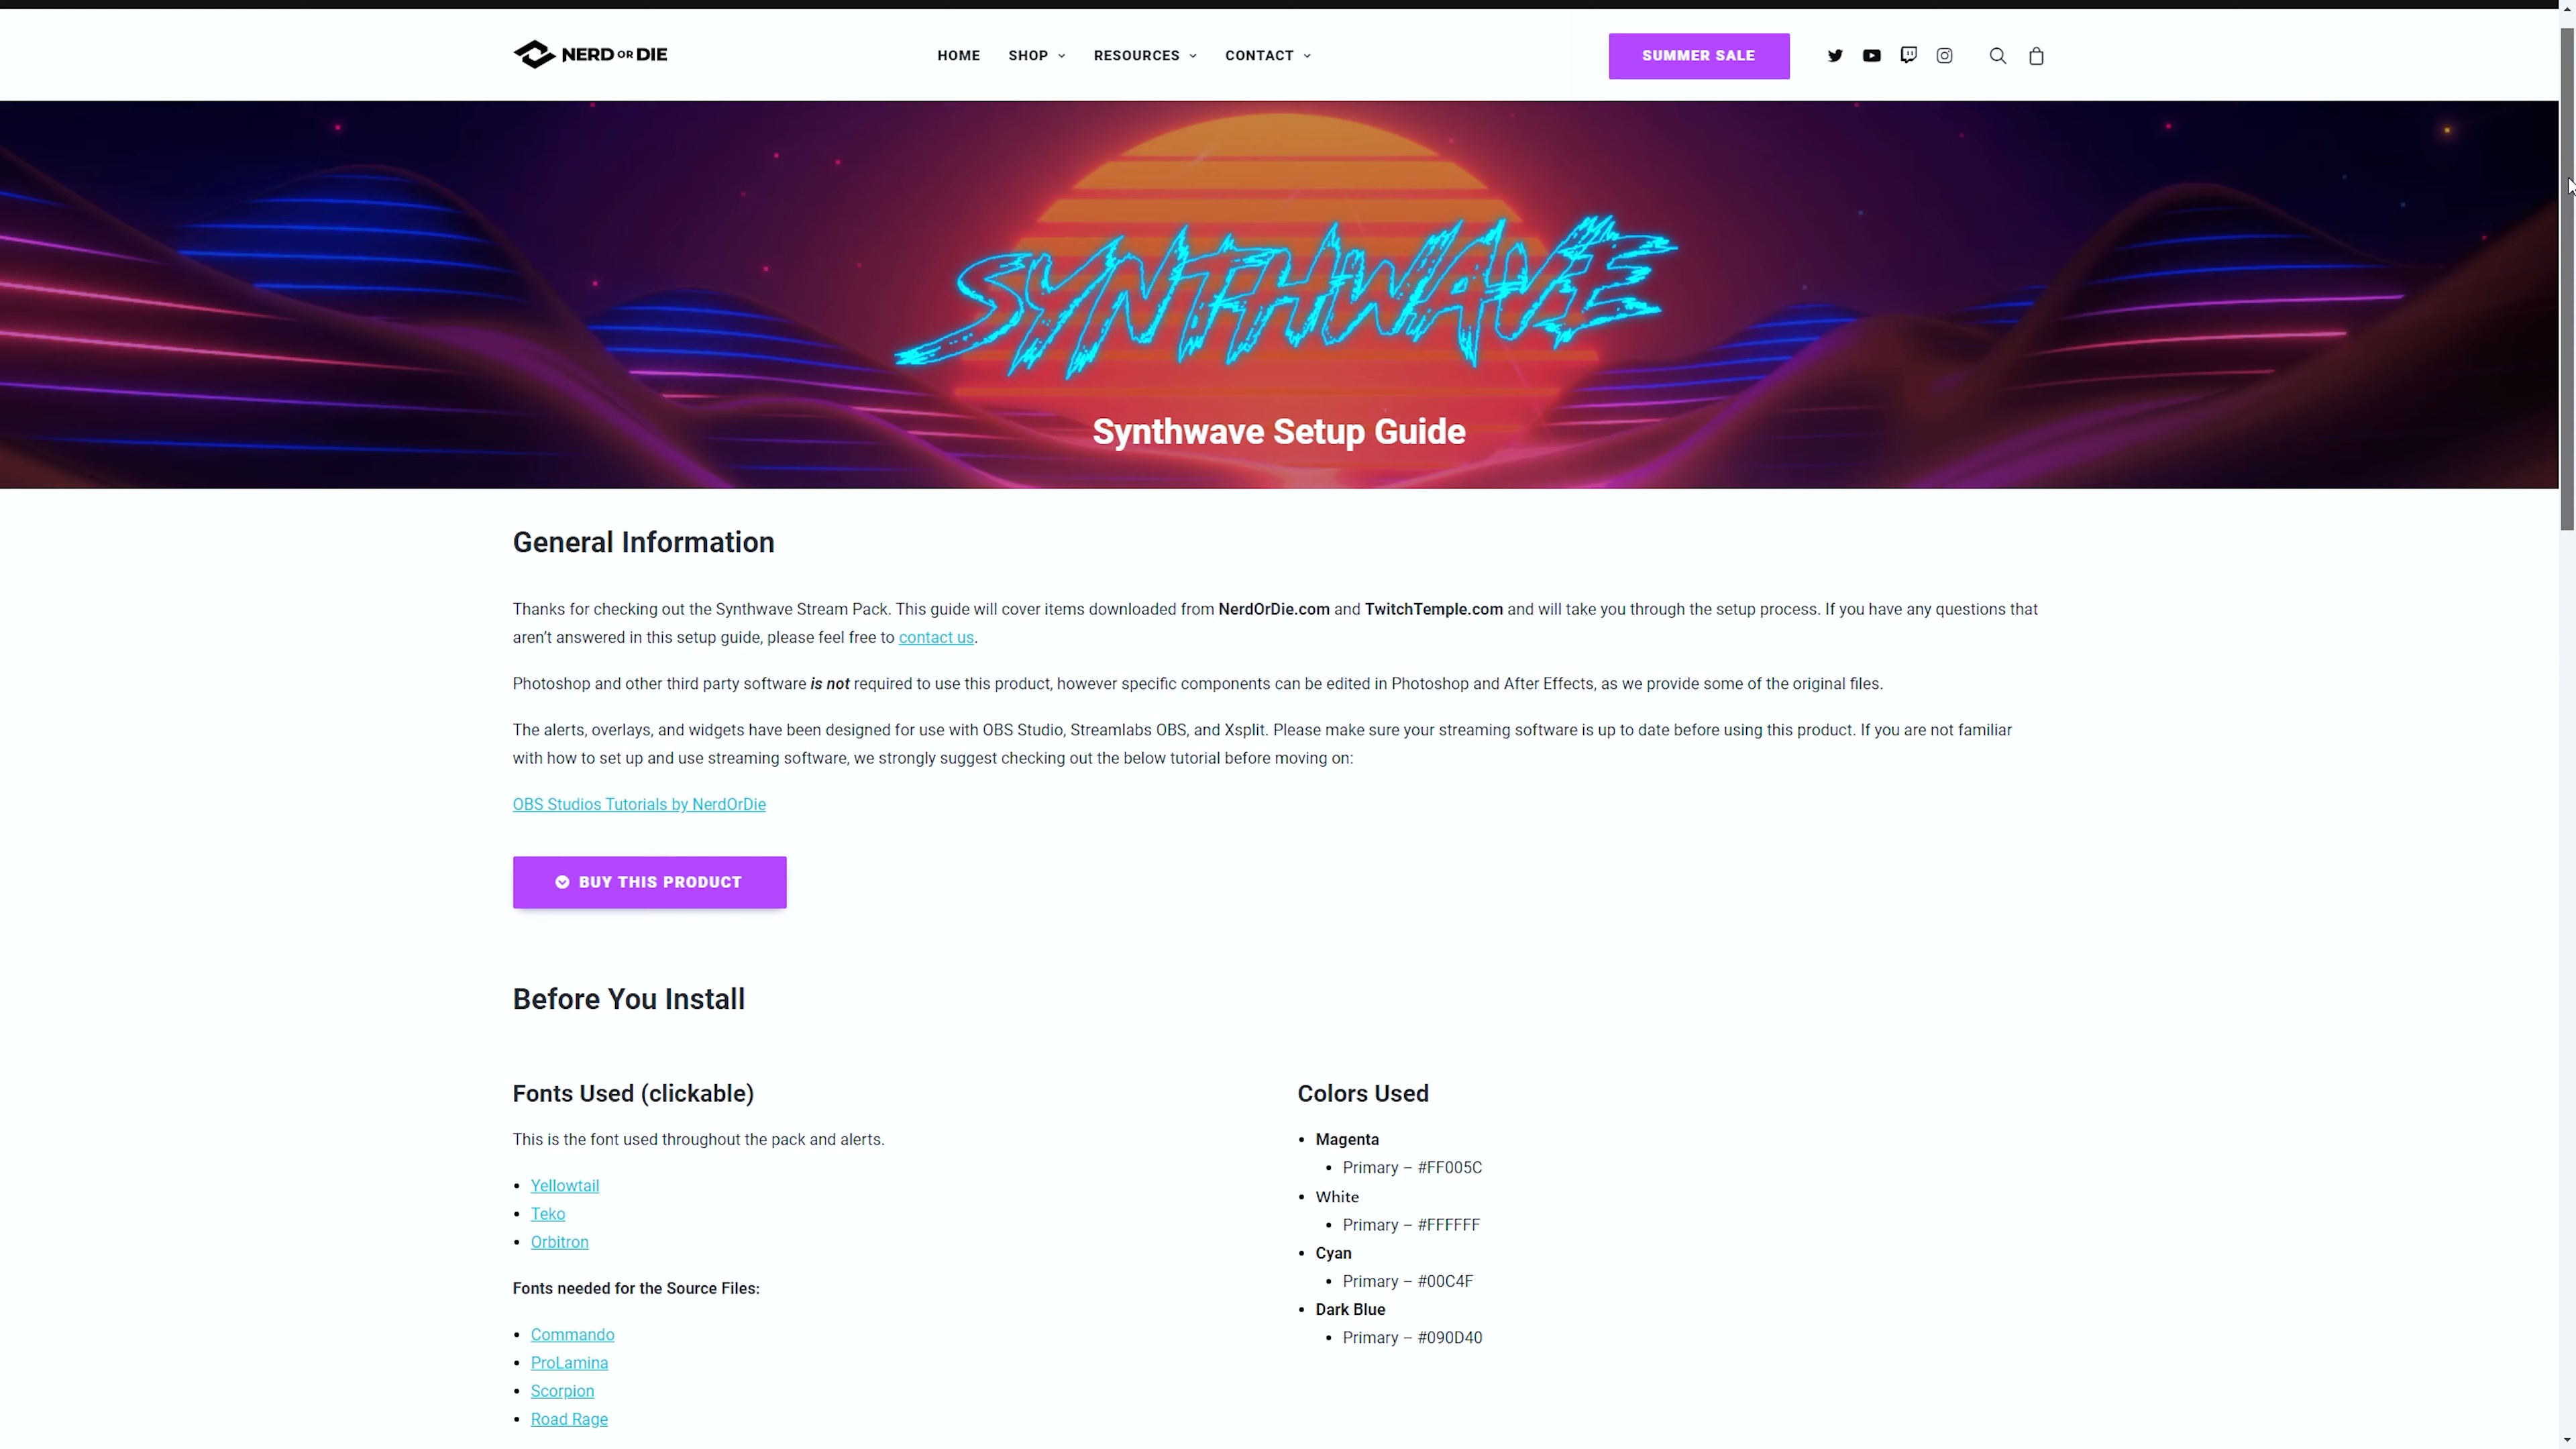 NERD OR DIE
HOME SHOP RESOURCES CONTACT
SUMMER SALE
SYNTHWAVE
Synthwave Setup Guide
General Information
Thanks for checking out the Synthwave Stream Pack. This guide will cover items downloaded from NerdOrDie.com and TwitchTemple.com and will take you through the setup process. If you have any questions that
aren't answered in this setup guide, please feel free to contact us.
Photoshop and other third party software is not required to use this product, however specific components can be edited in Photoshop and After Effects, as we provide some of the original files.
The alerts, overlays, and widgets have been designed for use with OBS Studio, Streamlabs OBS, and Xsplit. Please make sure your streaming software is up to date before using this product. If you are not familiar
with how to set up and use streaming software, we strongly suggest checking out the below tutorial before moving on:
OBS Studios Tutorials by NerdOrDie
BUY THIS PRODUCT
Before You Install
Fonts Used (clickable)
This is the font used throughout the pack and alerts.
• Yellowtail
• Teko
• Orbitron
Fonts needed for the Source Files:
• Commando
• ProLamina
• Scorpion
• Road Rage
Colors Used
• Magenta
• Primary – #FF005C
• White
• Primary – #FFFFFF
• Cyan
• Primary – #00C4F
• Dark Blue
• Primary – #090D40